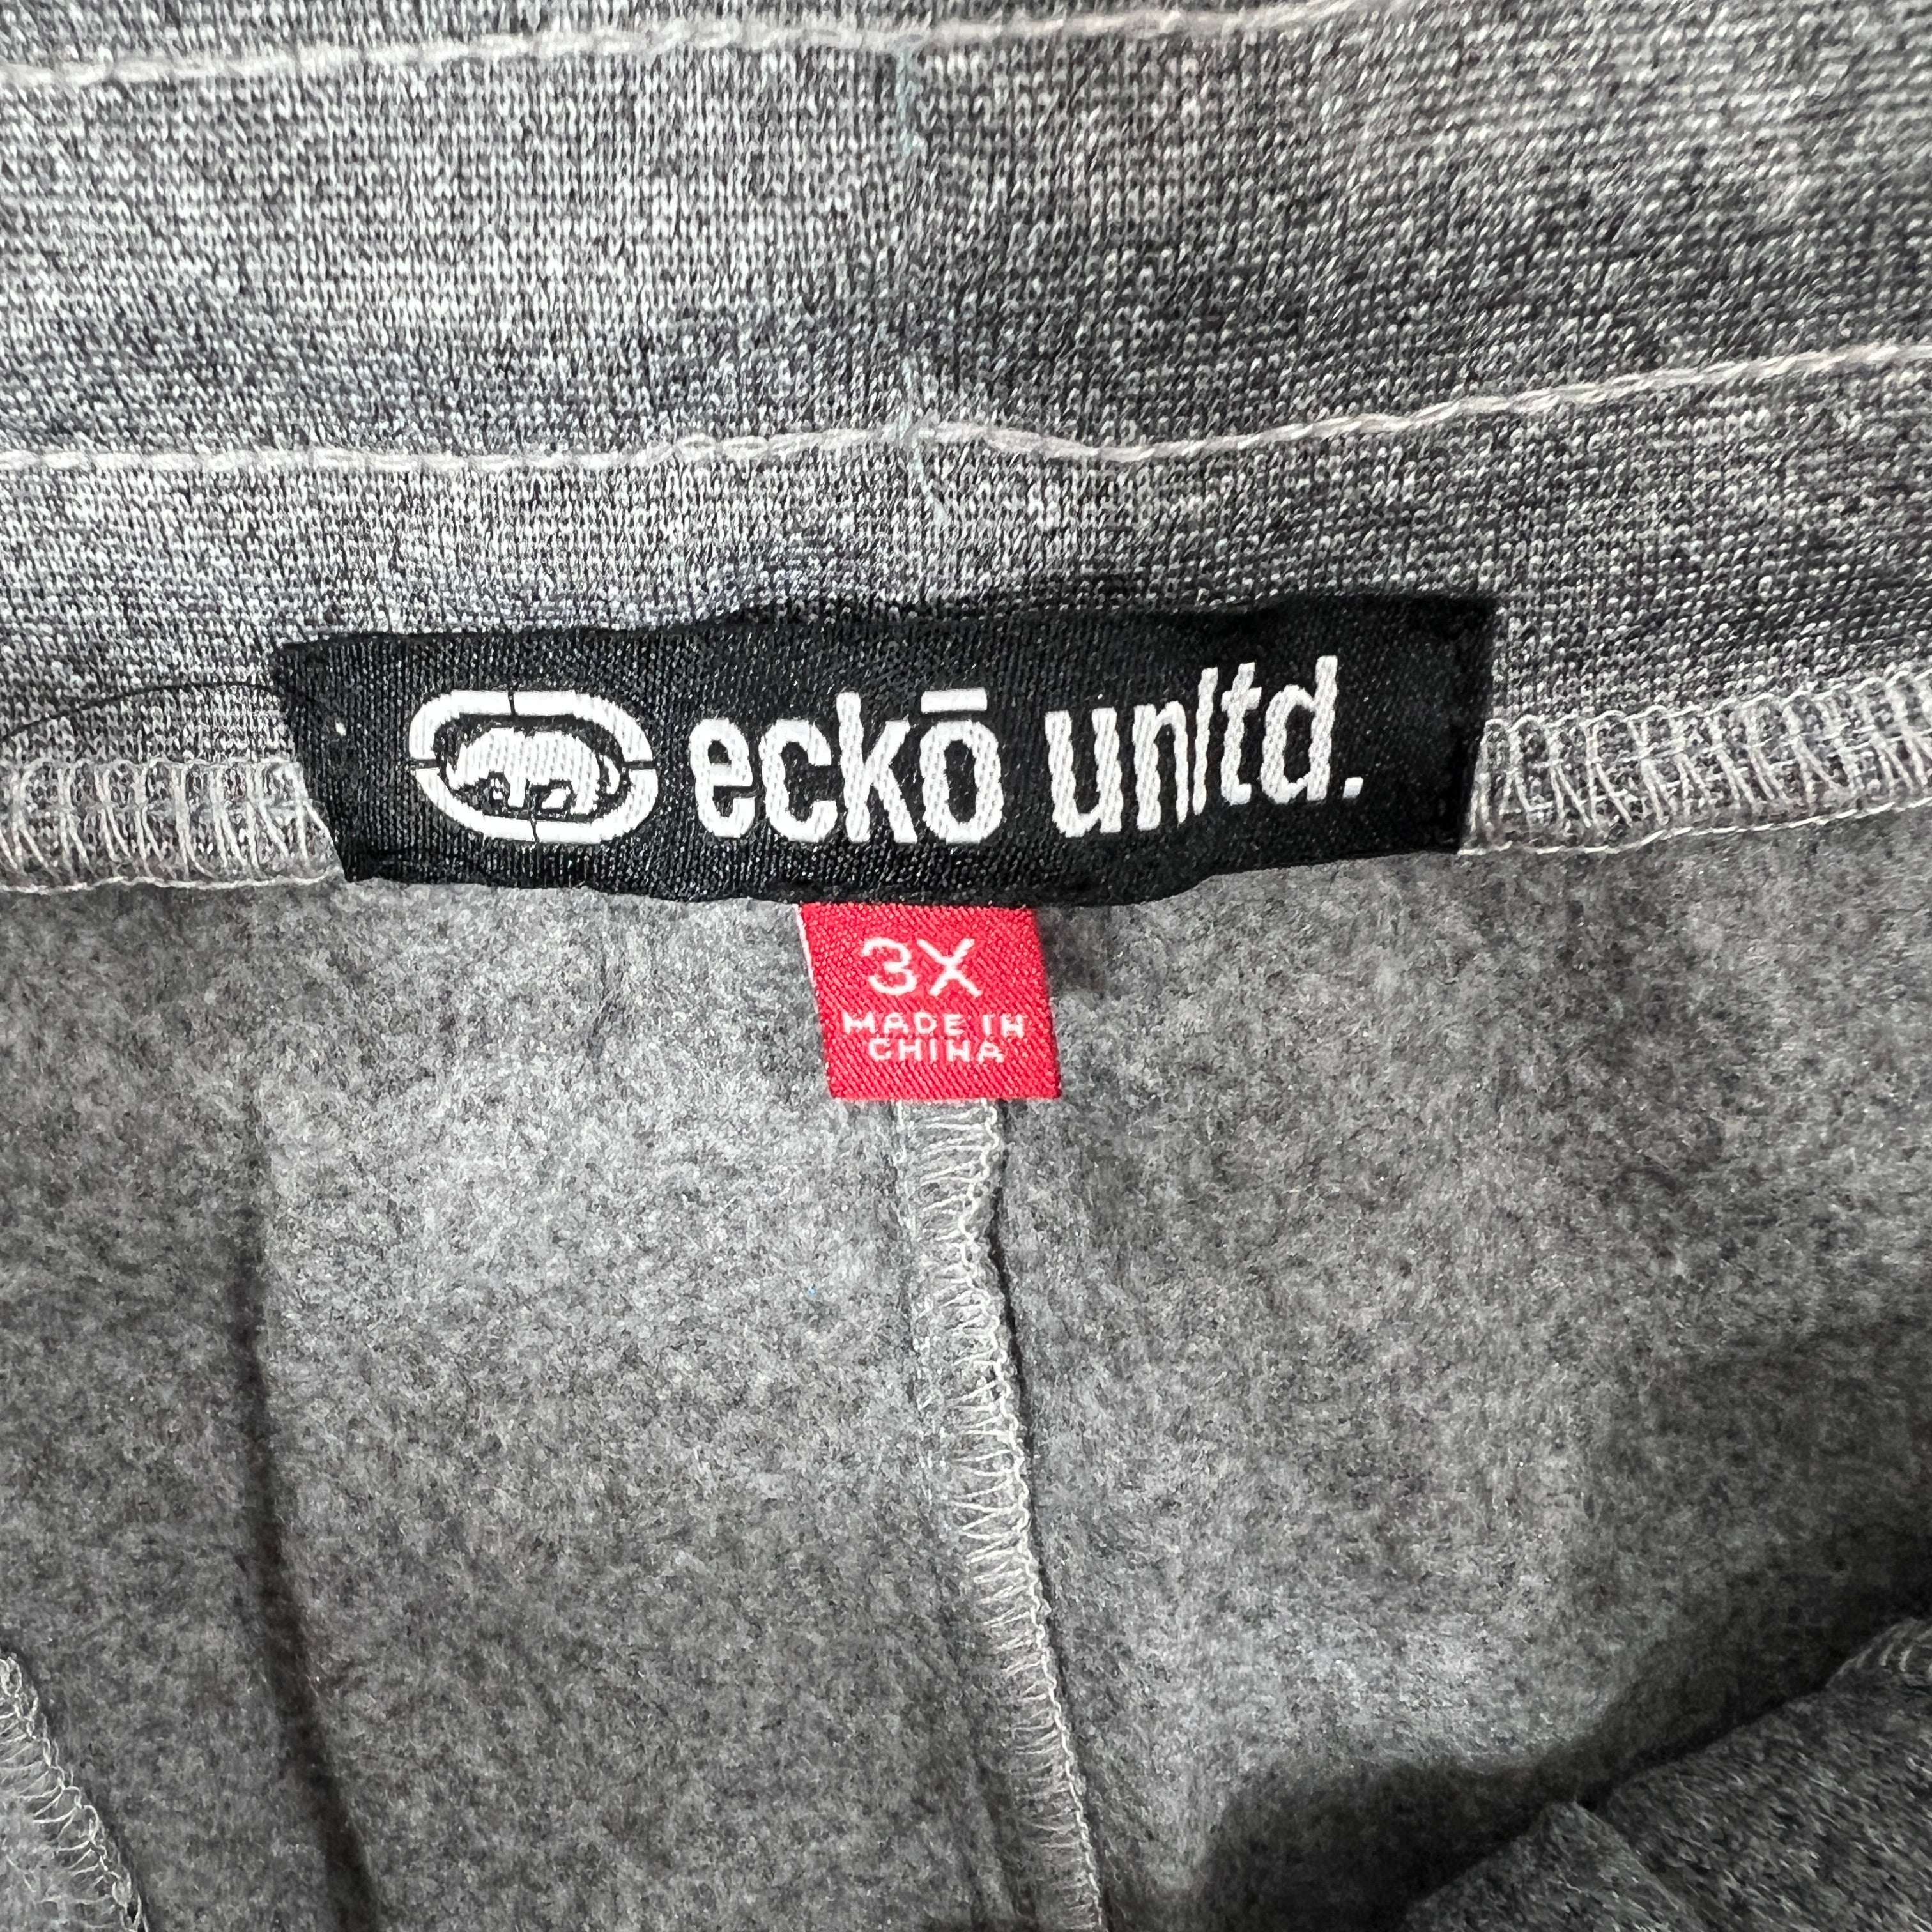 eckō unltd.
3X
MADE IN
CHINA